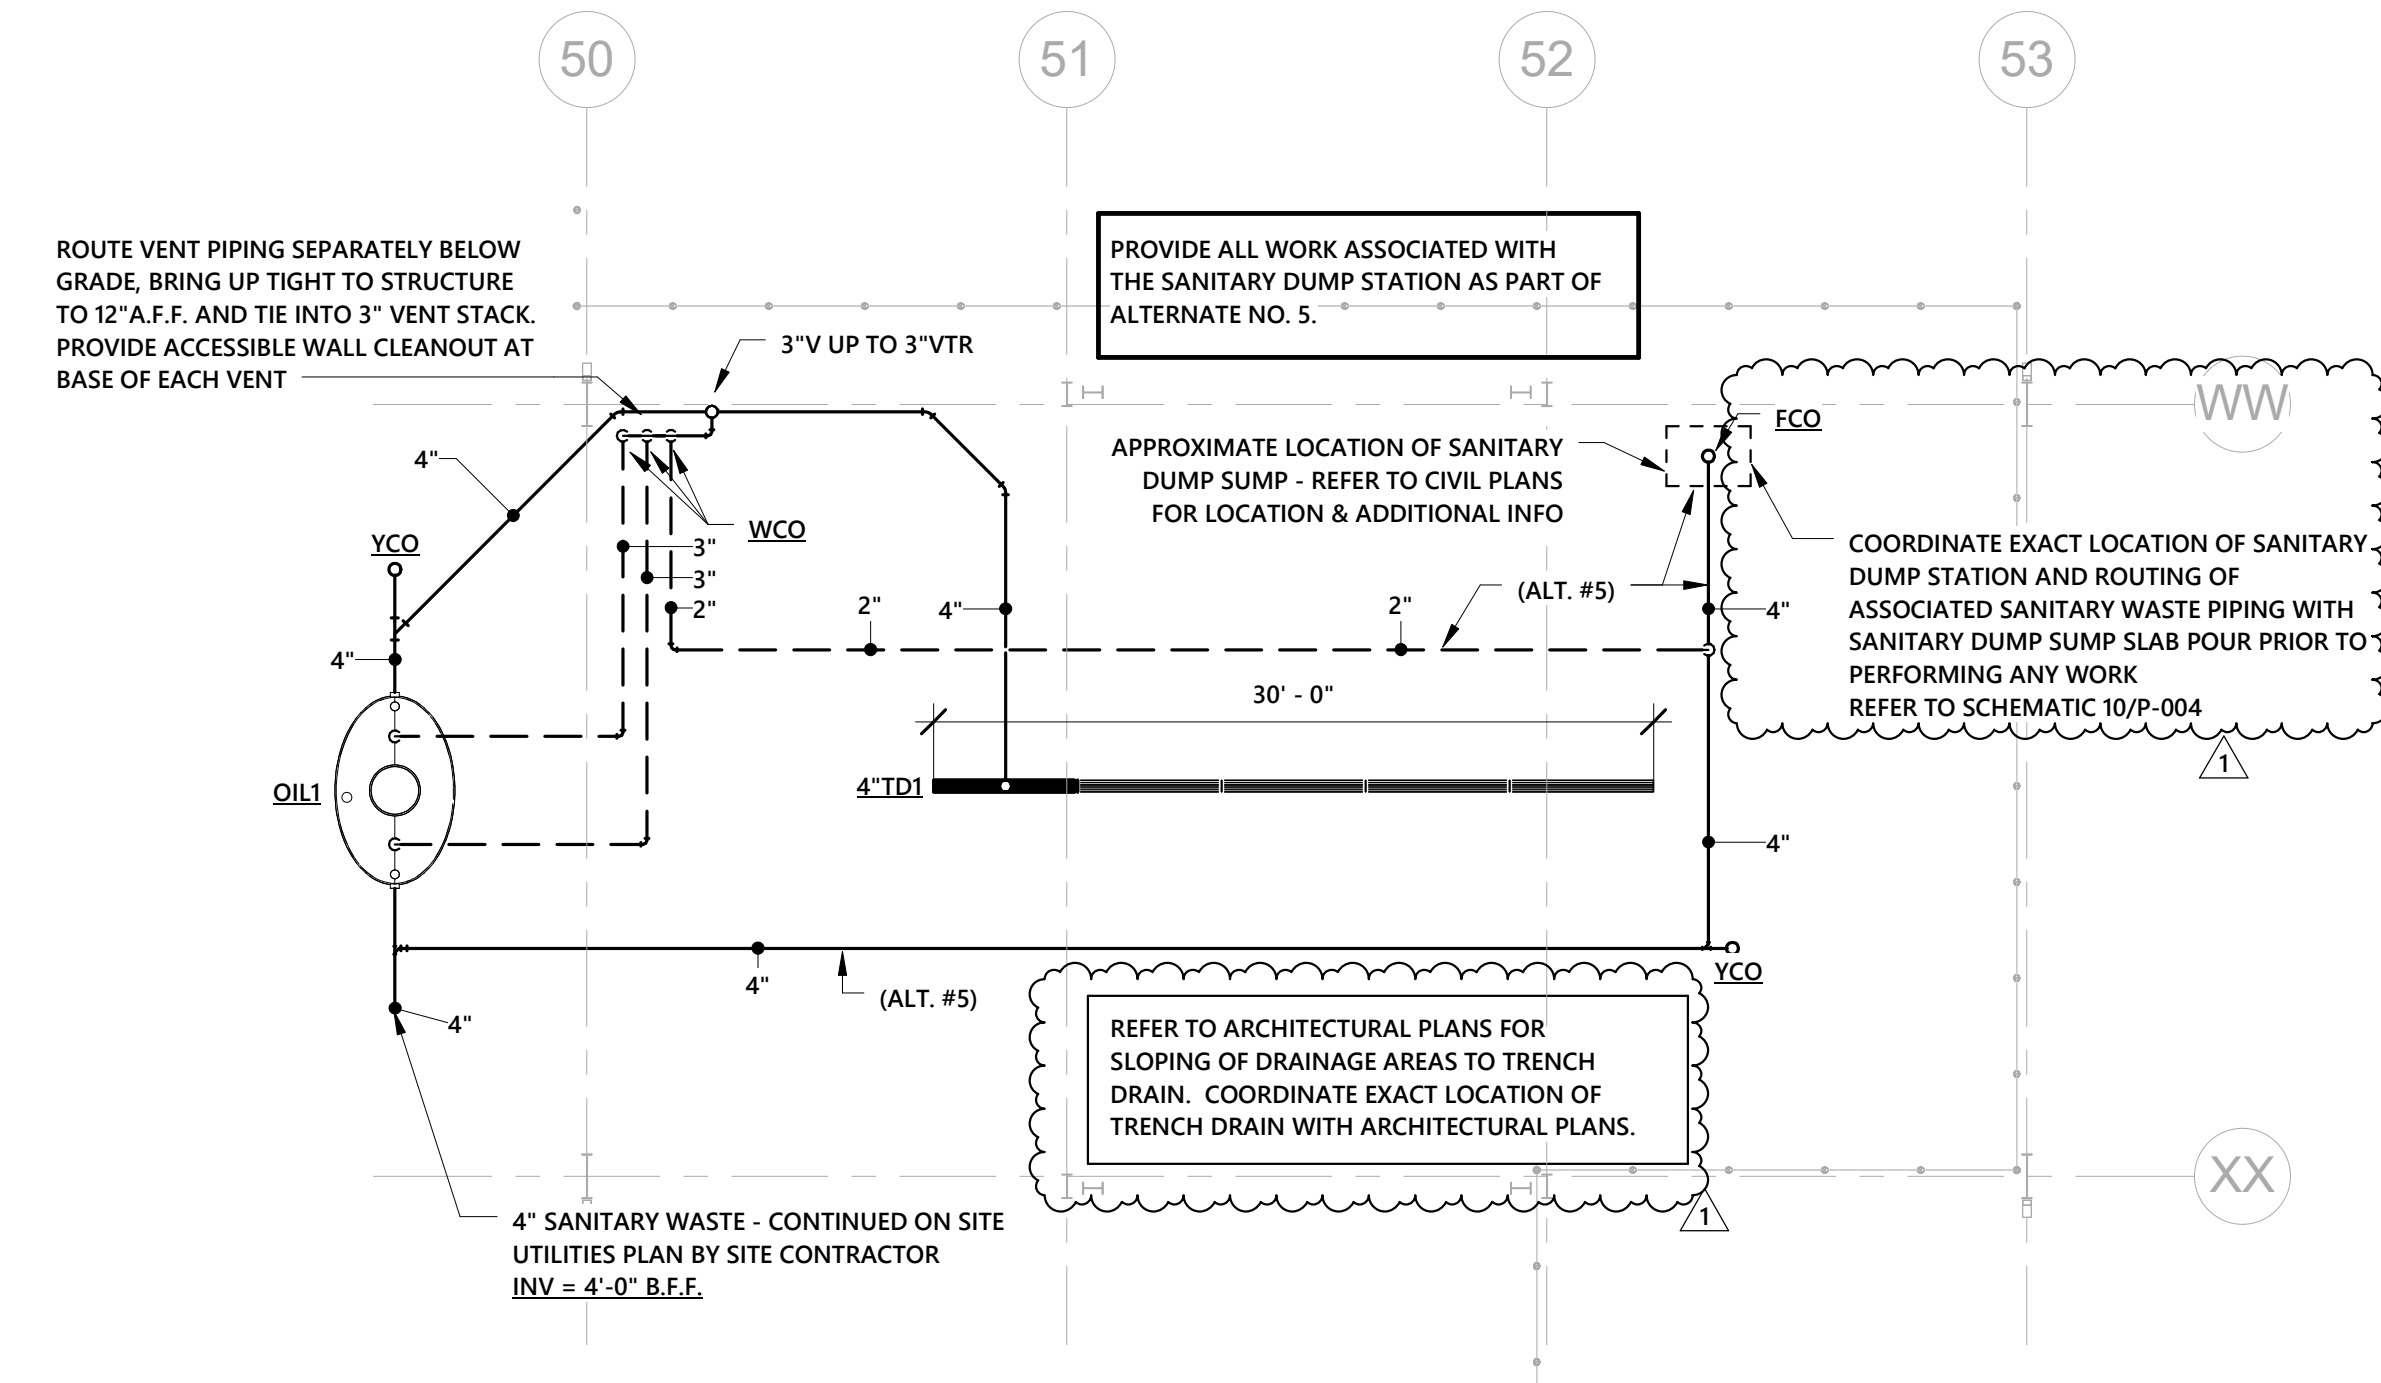 50
51
52
53
ROUTE VENT PIPING SEPARATELY BELOW
GRADE, BRING UP TIGHT TO STRUCTURE
TO 12"A.F.F. AND TIE INTO 3" VENT STACK.
PROVIDE ACCESSIBLE WALL CLEANOUT AT
BASE OF EACH VENT
PROVIDE ALL WORK ASSOCIATED WITH
THE SANITARY DUMP STATION AS PART OF
ALTERNATE NO. 5.
3"V UP TO 3"VTR
WW
FCO
APPROXIMATE LOCATION OF SANITARY
DUMP SUMP - REFER TO CIVIL PLANS
FOR LOCATION & ADDITIONAL INFO
4"
YCO
WCO
3"
3"
2"
COORDINATE EXACT LOCATION OF SANITARY
DUMP STATION AND ROUTING OF
ASSOCIATED SANITARY WASTE PIPING WITH
SANITARY DUMP SUMP SLAB POUR PRIOR TO
PERFORMING ANY WORK
REFER TO SCHEMATIC 10/P-004
1
2"
4"
2"
(ALT. #5)
4"
4"
30' - 0"
OIL1
4"TD1
4"
4"
(ALT. #5)
YCO
4"
REFER TO ARCHITECTURAL PLANS FOR
SLOPING OF DRAINAGE AREAS TO TRENCH
DRAIN.  COORDINATE EXACT LOCATION OF
TRENCH DRAIN WITH ARCHITECTURAL PLANS.
1
XX
4" SANITARY WASTE - CONTINUED ON SITE
UTILITIES PLAN BY SITE CONTRACTOR
INV = 4'-0" B.F.F.